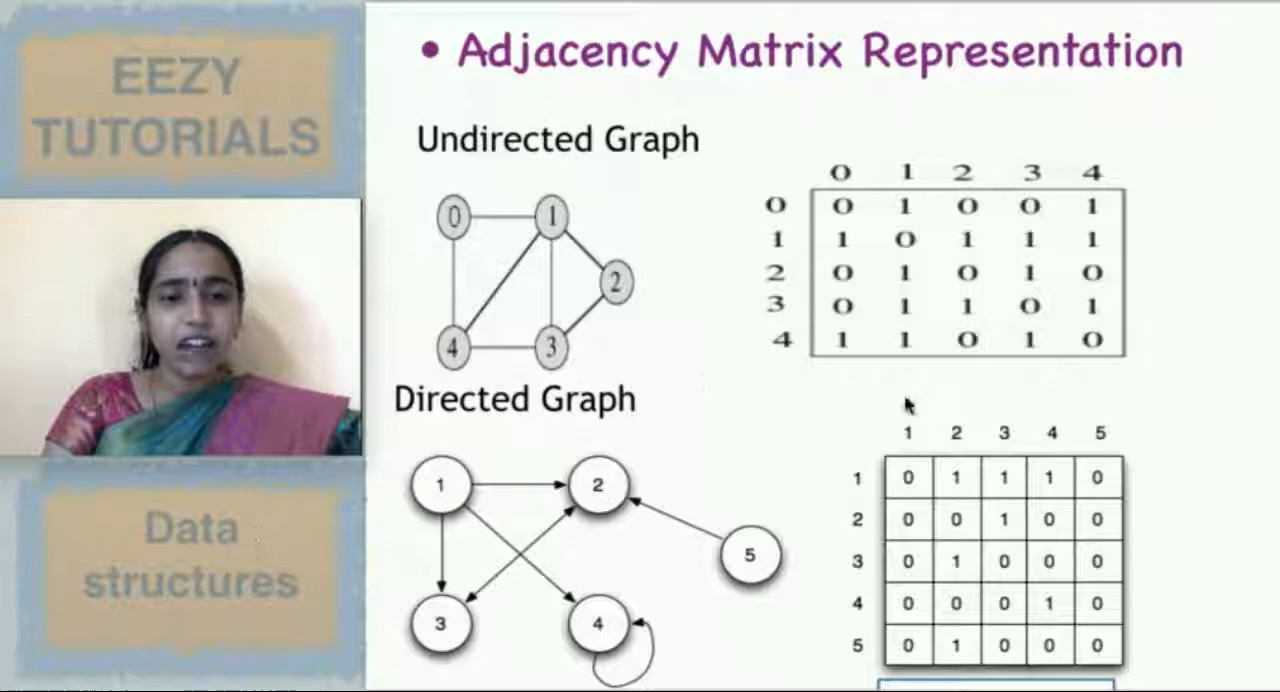 EEZY
TUTORIALS
Data
structures
• Adjacency Matrix Representation
Undirected Graph
0 1
2
4 3
0 1 2 3 4
0 0 1 0 0 1
1 1 0 1 1 1
2 0 1 0 1 0
3 0 1 1 0 1
4 1 1 0 1 0
Directed Graph
1 2
5
3 4
1 2 3 4 5
1 0 1 1 1 0
2 0 0 1 0 0
3 0 1 0 0 0
4 0 0 0 1 0
5 0 1 0 0 0